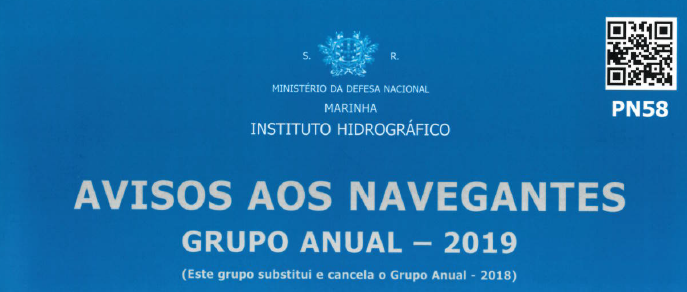 S. R.
MINISTÉRIO DA DEFESA NACIONAL
MARINHA
INSTITUTO HIDROGRÁFICO
PN58
AVISOS AOS NAVEGANTES
GRUPO ANUAL – 2019
(Este grupo substitui e cancela o Grupo Anual - 2018)